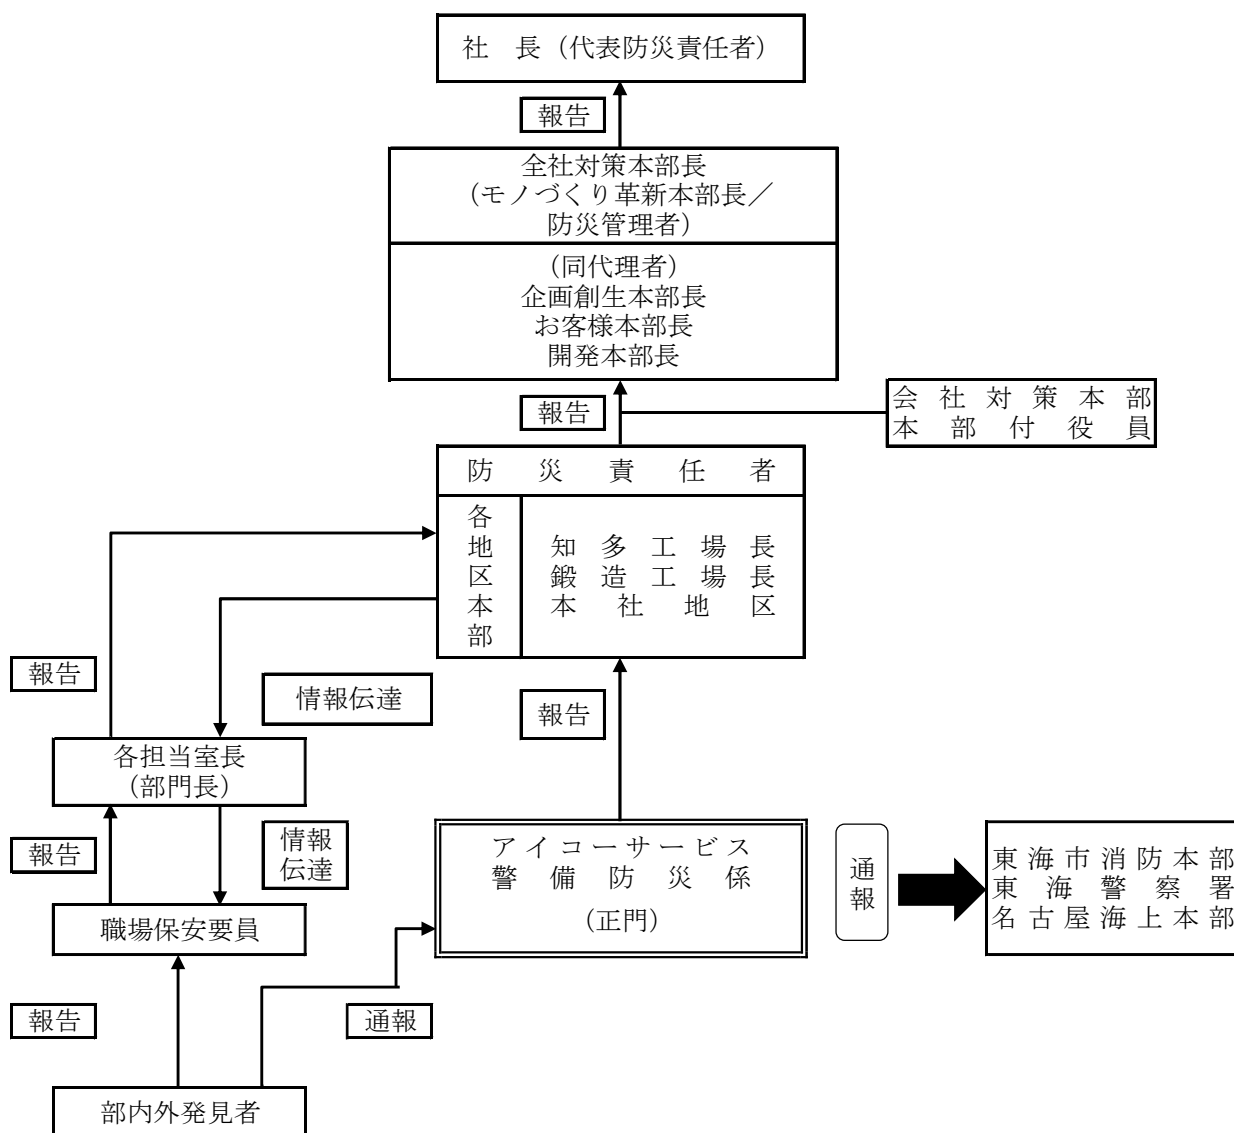 社　長（代表防災責任者）
報告
全社対策本部長
（モノづくり革新本部長／
防災管理者）
（同代理者）
企画創生本部長
お客様本部長
開発本部長
報告
会社対策本部
本部付役員
防災責任者
各地区本部
知多工場長
鍛造工場長
本社地区
報告
情報伝達
報告
各担当室長
（部門長）
報告
情報
伝達
アイコーサービス
警備防災係
（正門）
通報
東海市消防本部
東海警察署
名古屋海上本部
職場保安要員
報告
通報
部内外発見者